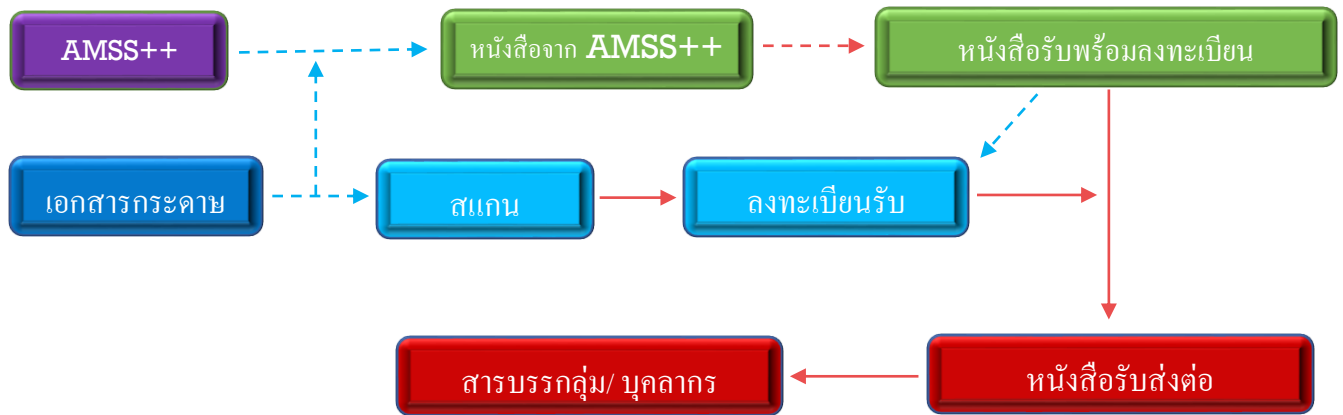 AMSS++
หนังสือจาก AMSS++
หนังสือรับพร้อมลงทะเบียน
เอกสารกระดาษ
สแกน
ลงทะเบียนรับ
สารบรรกลุ่ม/ บุคลากร
หนังสือรับส่งต่อ